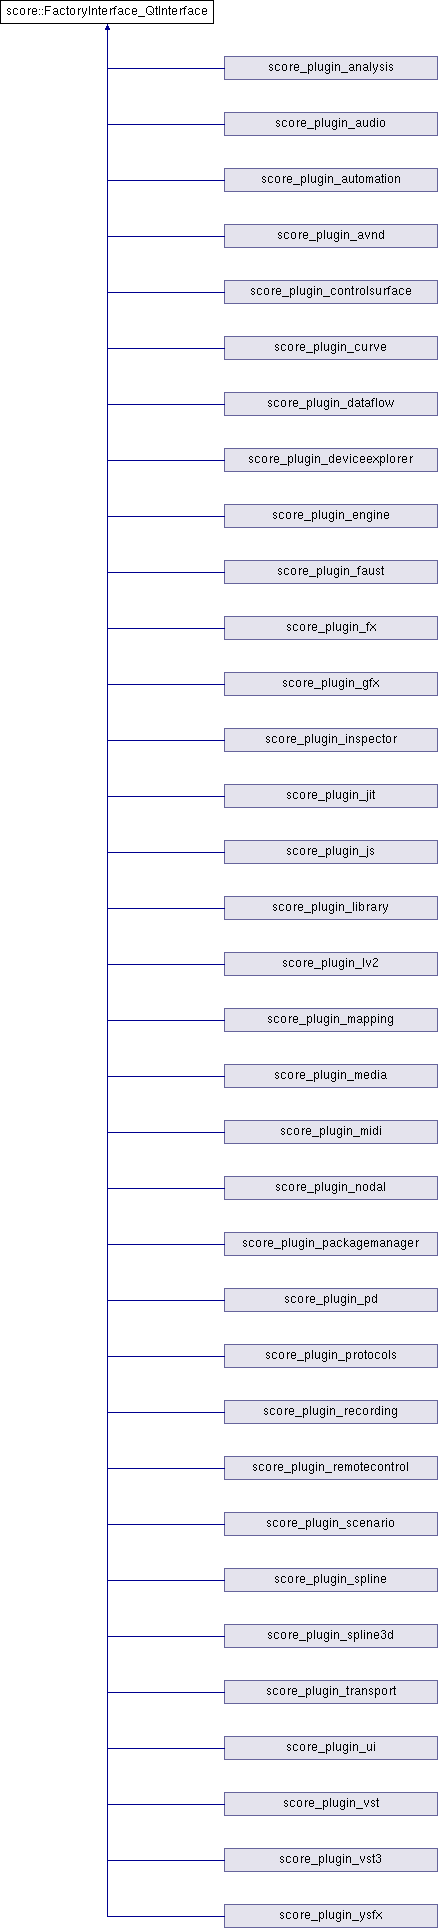 score::FactoryInterface_QtInterface
score_plugin_analysis
score_plugin_audio
score_plugin_automation
score_plugin_avnd
score_plugin_controlsurface
score_plugin_curve
score_plugin_dataflow
score_plugin_deviceexplorer
score_plugin_engine
score_plugin_faust
score_plugin_fx
score_plugin_gfx
score_plugin_inspector
score_plugin_jit
score_plugin_js
score_plugin_library
score_plugin_lv2
score_plugin_mapping
score_plugin_media
score_plugin_midi
score_plugin_nodal
score_plugin_packagemanager
score_plugin_pd
score_plugin_protocols
score_plugin_recording
score_plugin_remotecontrol
score_plugin_scenario
score_plugin_spline
score_plugin_spline3d
score_plugin_transport
score_plugin_ui
score_plugin_vst
score_plugin_vst3
score_plugin_ysfx